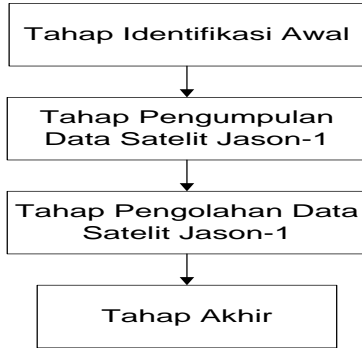 Tahap Identifikasi Awal
Tahap Pengumpulan
Data Satelit Jason-1
Tahap Pengolahan Data
Satelit Jason-1
Tahap Akhir